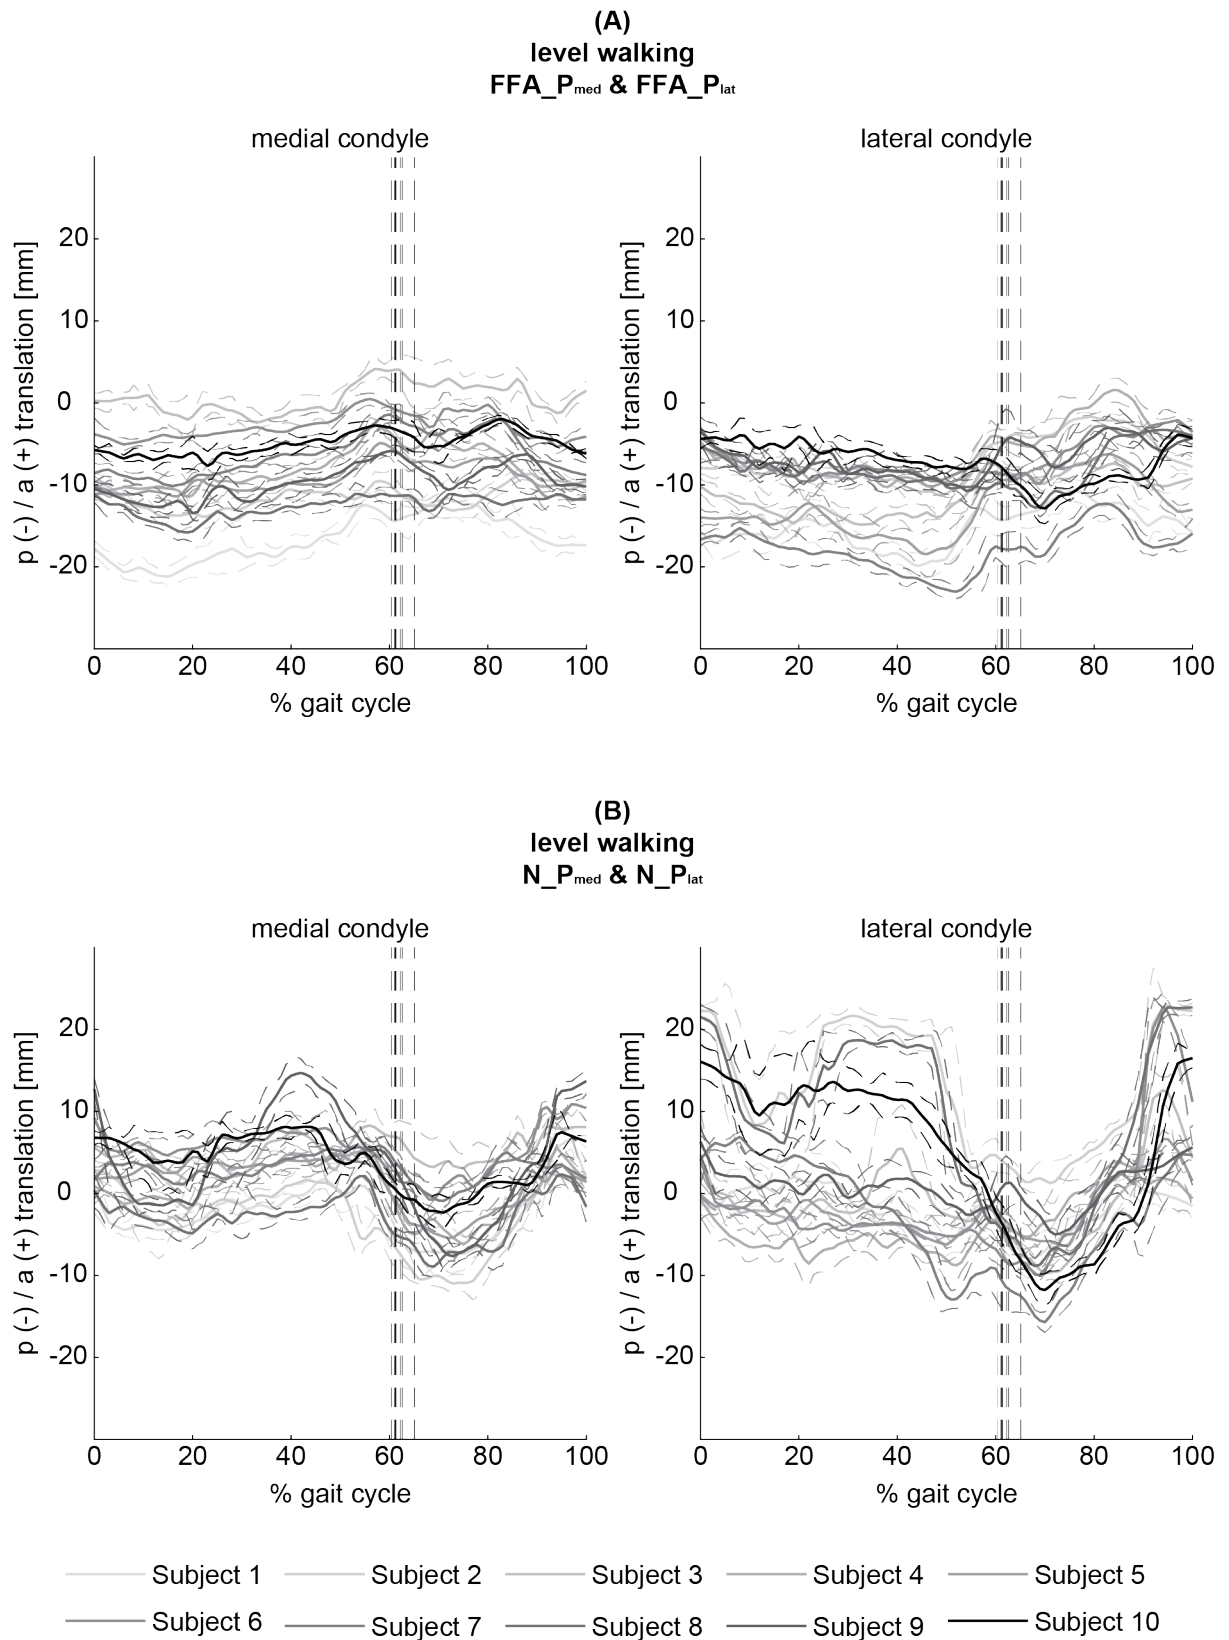 (A)
level walking
FFA_Pmed & FFA_Plat
medial condyle
lateral condyle
p (-) / a (+) translation [mm]
20
10
0
-10
-20
0 20 40 60 80 100
% gait cycle
p (-) / a (+) translation [mm]
20
10
0
-10
-20
0 20 40 60 80 100
% gait cycle
(B)
level walking
N_Pmed & N_Plat
medial condyle
lateral condyle
p (-) / a (+) translation [mm]
20
10
0
-10
-20
0 20 40 60 80 100
% gait cycle
p (-) / a (+) translation [mm]
20
10
0
-10
-20
0 20 40 60 80 100
% gait cycle
Subject 1 Subject 2 Subject 3 Subject 4 Subject 5
Subject 6 Subject 7 Subject 8 Subject 9 Subject 10